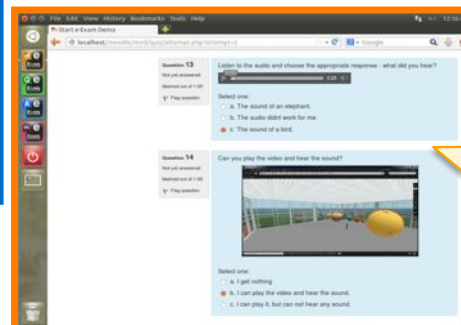 File Edit View History Bookmarks Tools Help
Start e-Exam Demo
localhost/moodle/mod/quiz/attempt.php?attempt=
Google
Question 13
Not yet answered
Marked out of 1.00
Flag question
Listen to the audio and choose the appropriate response - what did you hear?
0:25
Select one:
a. The sound of an elephant.
b. The audio didnt work for me.
c. The sound of a bird.
Question 14
Not yet answered
Marked out of 1.00
Flag question
Can you play the video and hear the sound?
Select one:
a. I get nothing
b. I can play the video and hear the sound.
c. I can play it, but can not hear any sound.